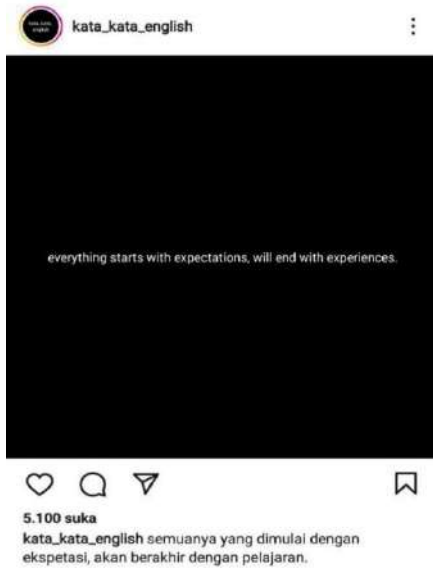 kata_kata_english
everything starts with expectations, will end with experiences.
5.100 suka
kata_kata_english semuanya yang dimulai dengan
ekspetasi, akan berakhir dengan pelajaran.